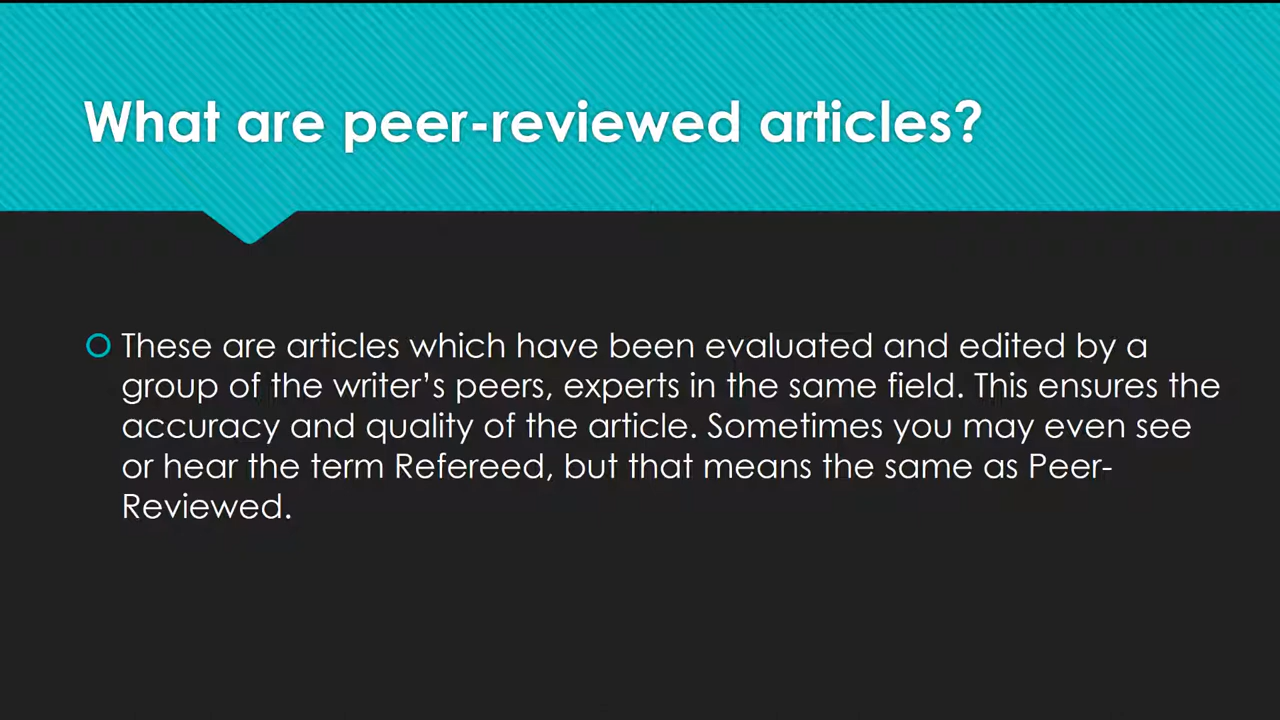 What are peer-reviewed articles?
These are articles which have been evaluated and edited by a
group of the writer’s peers, experts in the same field. This ensures the
accuracy and quality of the article. Sometimes you may even see
or hear the term Refereed, but that means the same as Peer-
Reviewed.